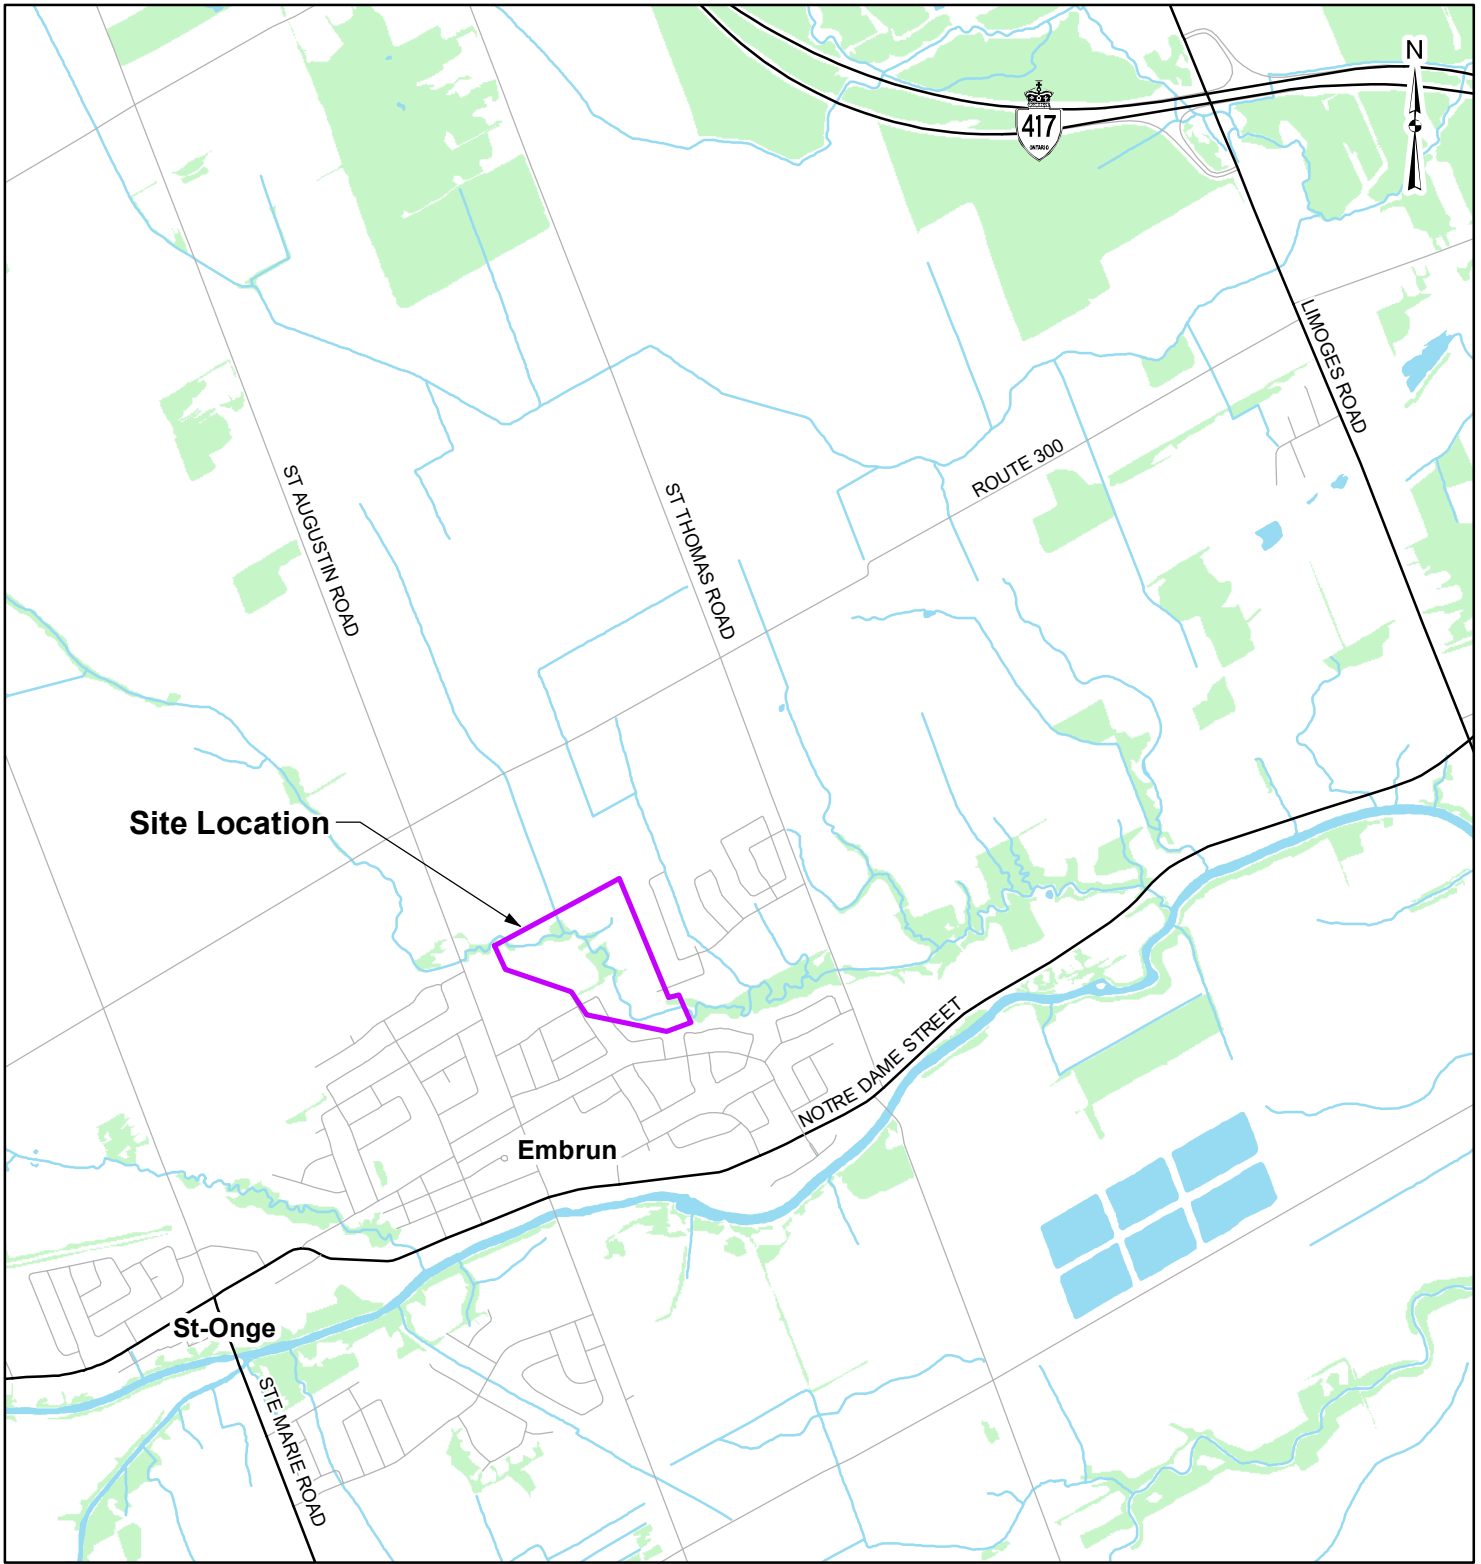 N
417
ONTARIO
LIMOGES ROAD
ROUTE 300
ST AUGUSTIN ROAD
ST THOMAS ROAD
Site Location
NOTRE DAME STREET
Embrun
St-Onge
STE MARIE ROAD